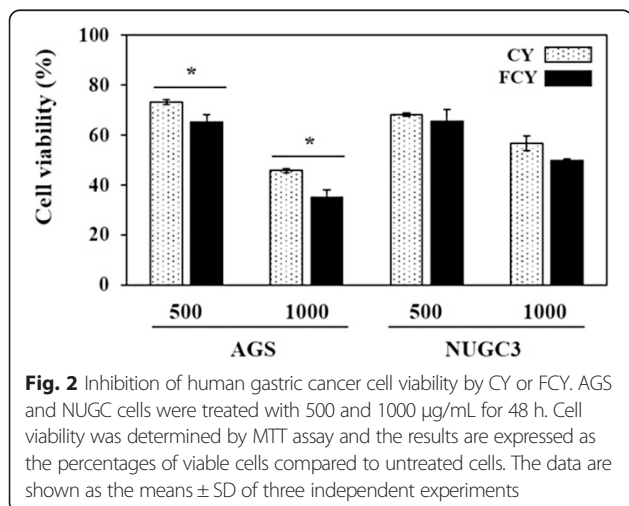 100
80
60
40
20
0
Cell viability (%)
CY
FCY
*
*
500
1000
500
1000
AGS
NUGC3
Fig. 2 Inhibition of human gastric cancer cell viability by CY or FCY. AGS
and NUGC cells were treated with 500 and 1000 μg/mL for 48 h. Cell
viability was determined by MTT assay and the results are expressed as
the percentages of viable cells compared to untreated cells. The data are
shown as the means ± SD of three independent experiments